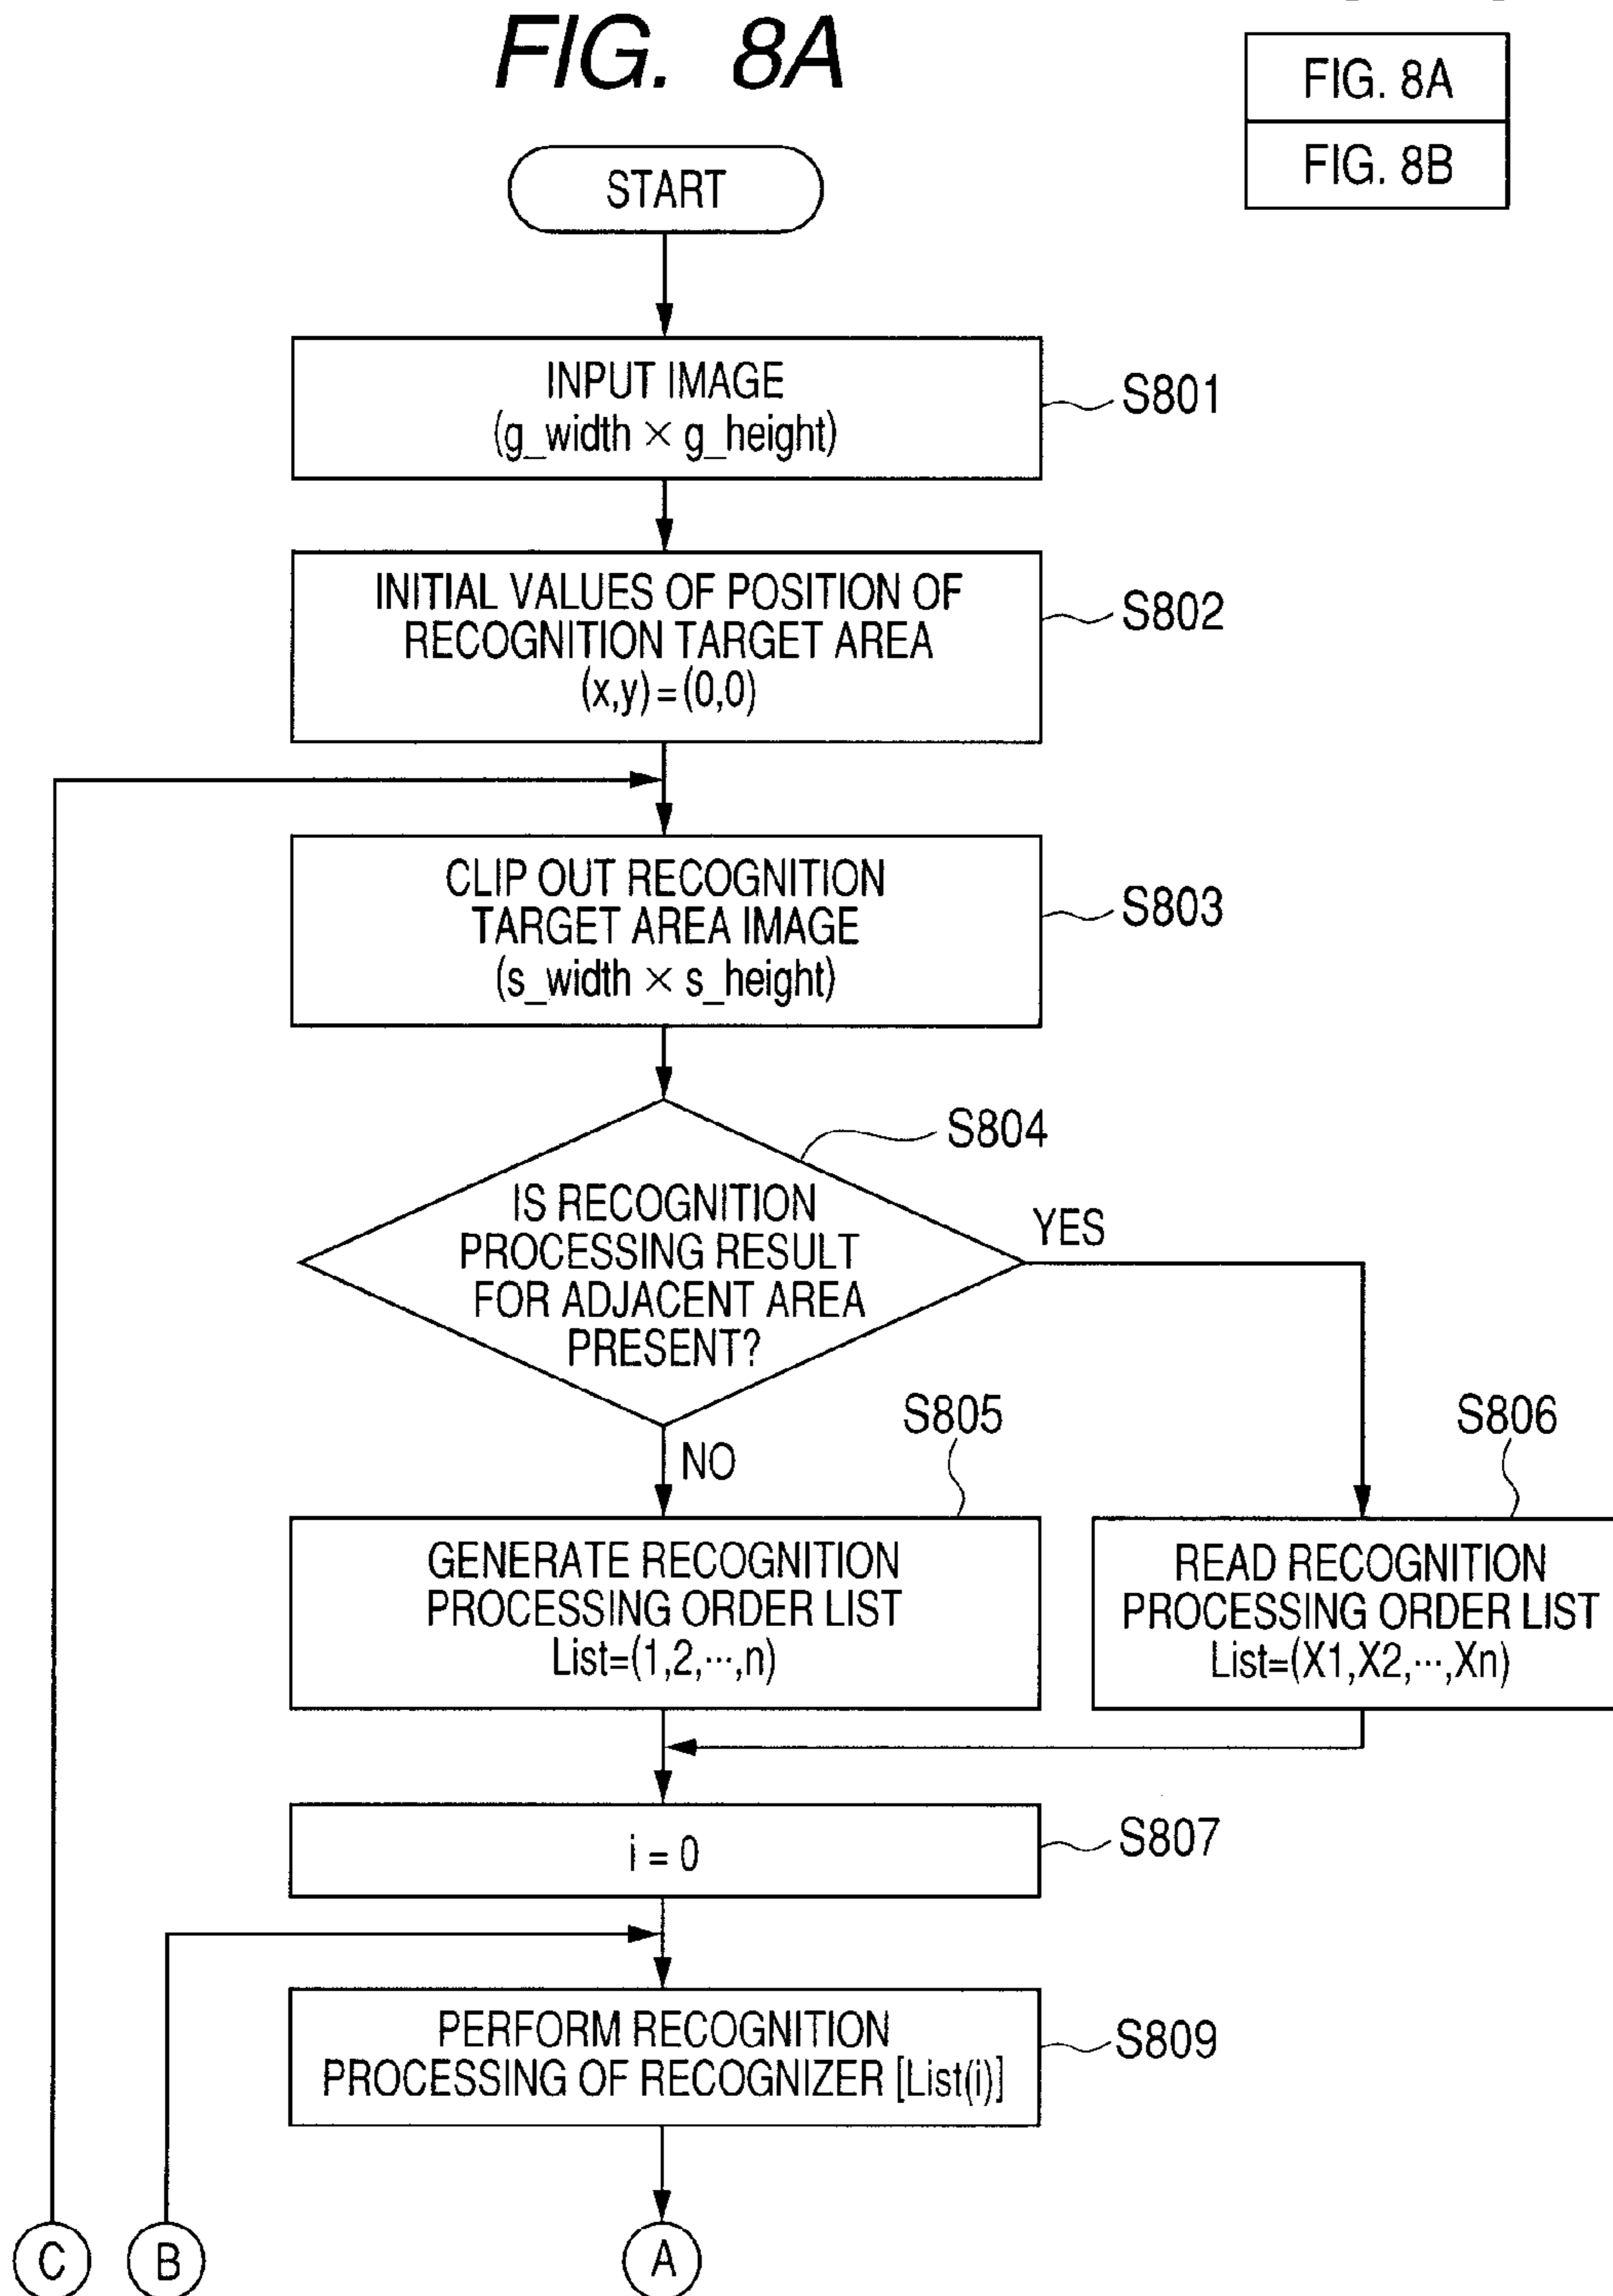 FIG. 8A
FIG. 8A
FIG. 8B
START
INPUT IMAGE
(g_width × g_height)
S801
INITIAL VALUES OF POSITION OF
RECOGNITION TARGET AREA
(x,y)=(0,0)
S802
CLIP OUT RECOGNITION
TARGET AREA IMAGE
(s_width × s_height)
S803
S804
IS RECOGNITION
PROCESSING RESULT
FOR ADJACENT AREA
PRESENT?
YES
NO
S805
S806
GENERATE RECOGNITION
PROCESSING ORDER LIST
List=(1,2,···,n)
READ RECOGNITION
PROCESSING ORDER LIST
List=(X1,X2,···,Xn)
i = 0
S807
PERFORM RECOGNITION
PROCESSING OF RECOGNIZER [List(i)]
S809
C
B
A